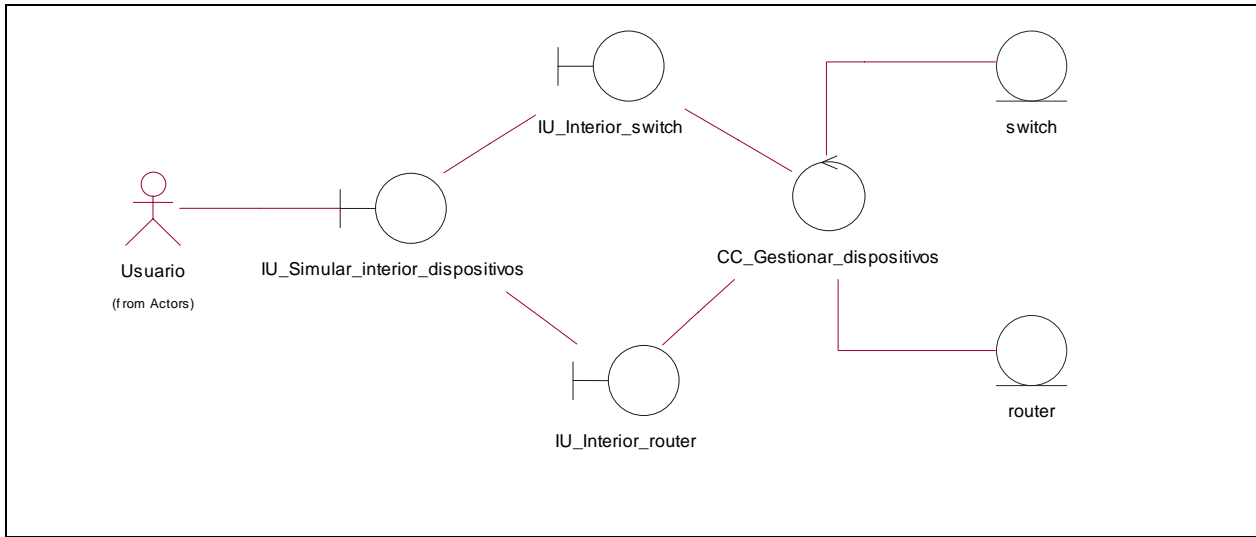 IU_Interior_switch
switch
Usuario
(from Actors)
IU_Simular_interior_dispositivos
CC_Gestionar_dispositivos
IU_Interior_router
router